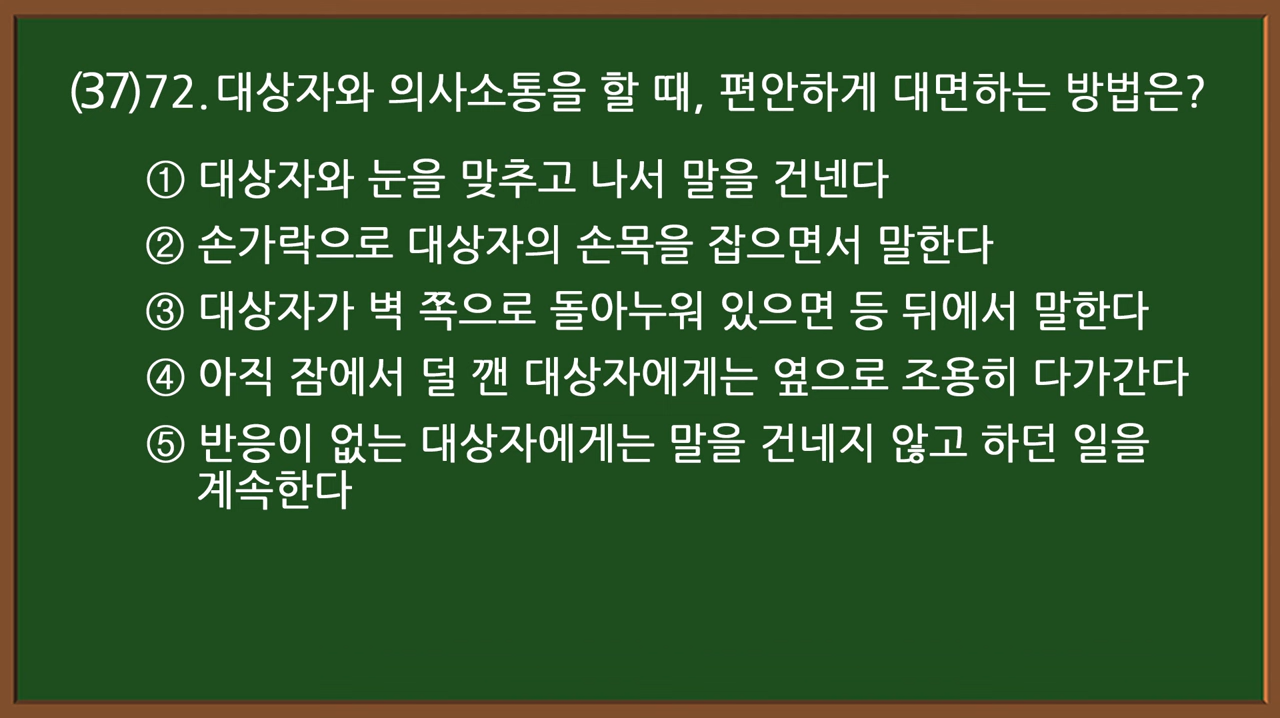 (37)72. 대상자와 의사소통을 할 때, 편안하게 대면하는 방법은?
① 대상자와 눈을 맞추고 나서 말을 건넨다
② 손가락으로 대상자의 손목을 잡으면서 말한다
③ 대상자가 벽 쪽으로 돌아누워 있으면 등 뒤에서 말한다
④ 아직 잠에서 덜 깬 대상자에게는 옆으로 조용히 다가간다
⑤ 반응이 없는 대상자에게는 말을 건네지 않고 하던 일을
계속한다